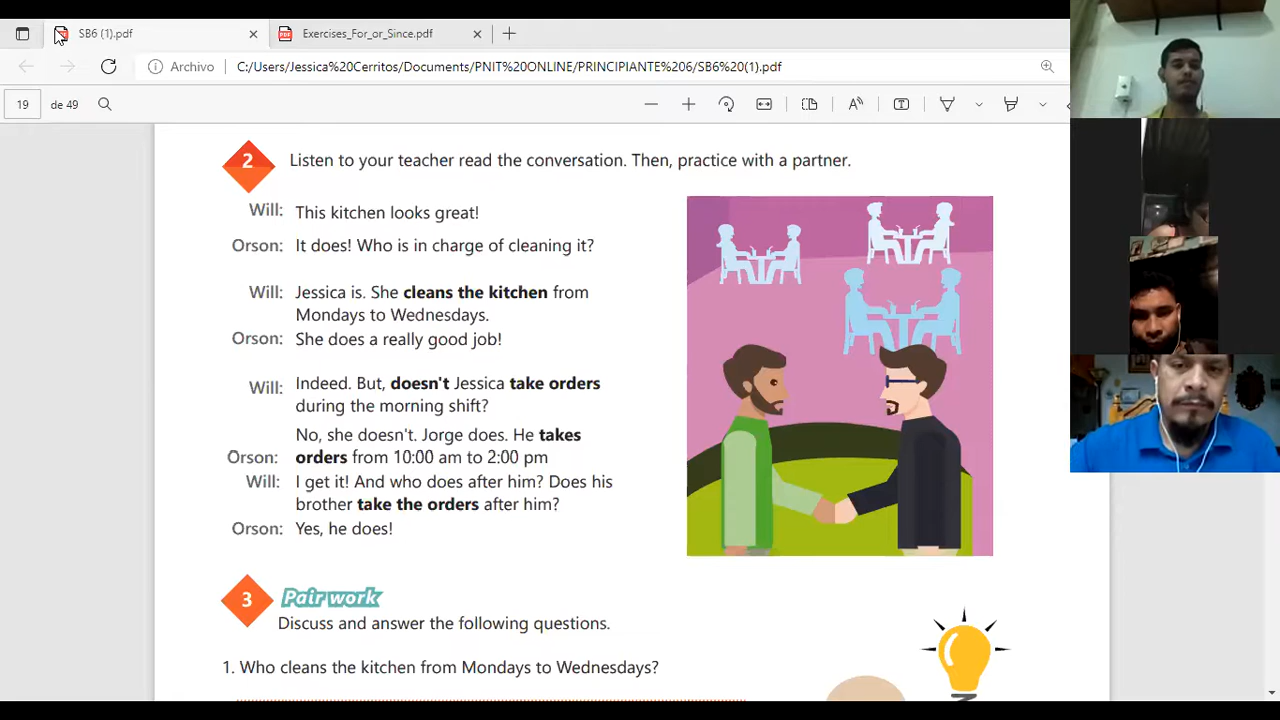 SB6 (1).pdf
Exercises_For_or_Since.pdf
Archivo
C:/Users/Jessica%20Cerritos/Documents/PNIT%20ONLINE/PRINCIPIANTE%206/SB6%20(1).pdf
19 de 49
2 Listen to your teacher read the conversation. Then, practice with a partner.
Will: This kitchen looks great!
Orson: It does! Who is in charge of cleaning it?
Will: Jessica is. She cleans the kitchen from
Mondays to Wednesdays.
Orson: She does a really good job!
Will: Indeed. But, doesn't Jessica take orders
during the morning shift?
No, she doesn't. Jorge does. He takes
Orson: orders from 10:00 am to 2:00 pm
Will: I get it! And who does after him? Does his
brother take the orders after him?
Orson: Yes, he does!
3 Pair work
Discuss and answer the following questions.
1. Who cleans the kitchen from Mondays to Wednesdays?